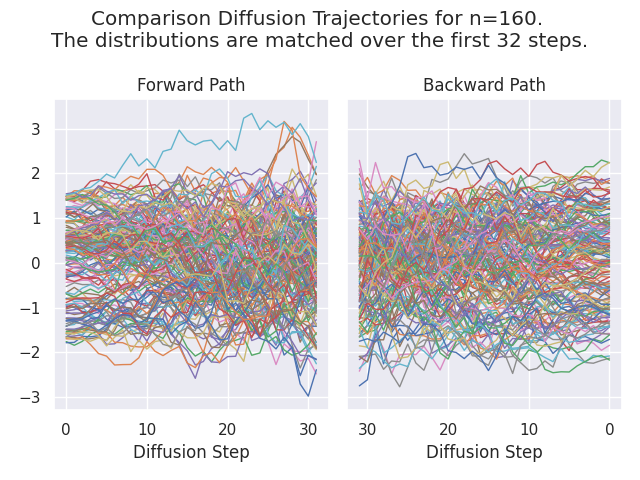 Comparison Diffusion Trajectories for n=160.
The distributions are matched over the first 32 steps.
Forward Path
Backward Path
3
2
1
0
−1
−2
−3
0 10 20 30
30 20 10 0
Diffusion Step
Diffusion Step